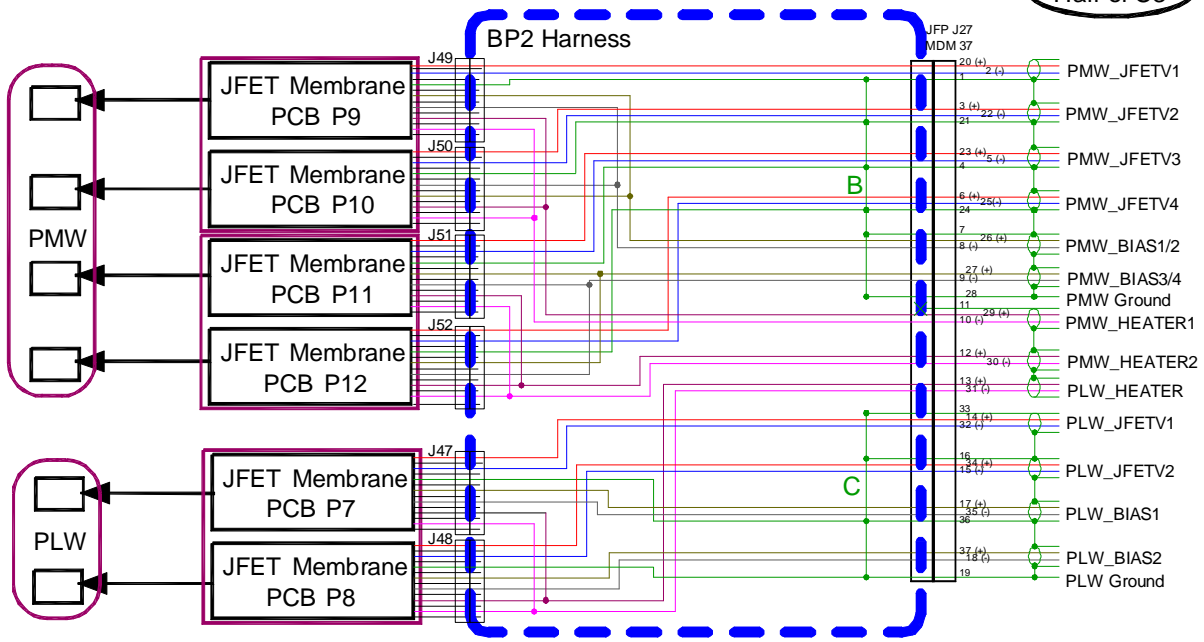 BP2 Harness
JFP J27
MDM 37
J49
JFET Membrane
PCB P9
J50
JFET Membrane
PCB P10
PMW
J51
JFET Membrane
PCB P11
J52
JFET Membrane
PCB P12
J47
JFET Membrane
PCB P7
PLW
J48
JFET Membrane
PCB P8
B
C
20 (+)
2 (-)
1
PMW_JFETV1
3 (+)
22 (-)
21
PMW_JFETV2
23 (+)
5 (-)
4
PMW_JFETV3
6 (+)
25(-)
24
PMW_JFETV4
7
26 (+)
8 (-)
PMW_BIAS1/2
27 (+)
9 (-)
PMW_BIAS3/4
28
PMW Ground
11
29 (+)
10 (-)
PMW_HEATER1
12 (+)
30 (-)
PMW_HEATER2
13 (+)
31 (-)
PLW_HEATER
33
14 (+)
32 (-)
PLW_JFETV1
16
34 (+)
15 (-)
PLW_JFETV2
17 (+)
35 (-)
36
PLW_BIAS1
37 (+)
18 (-)
PLW_BIAS2
19
PLW Ground